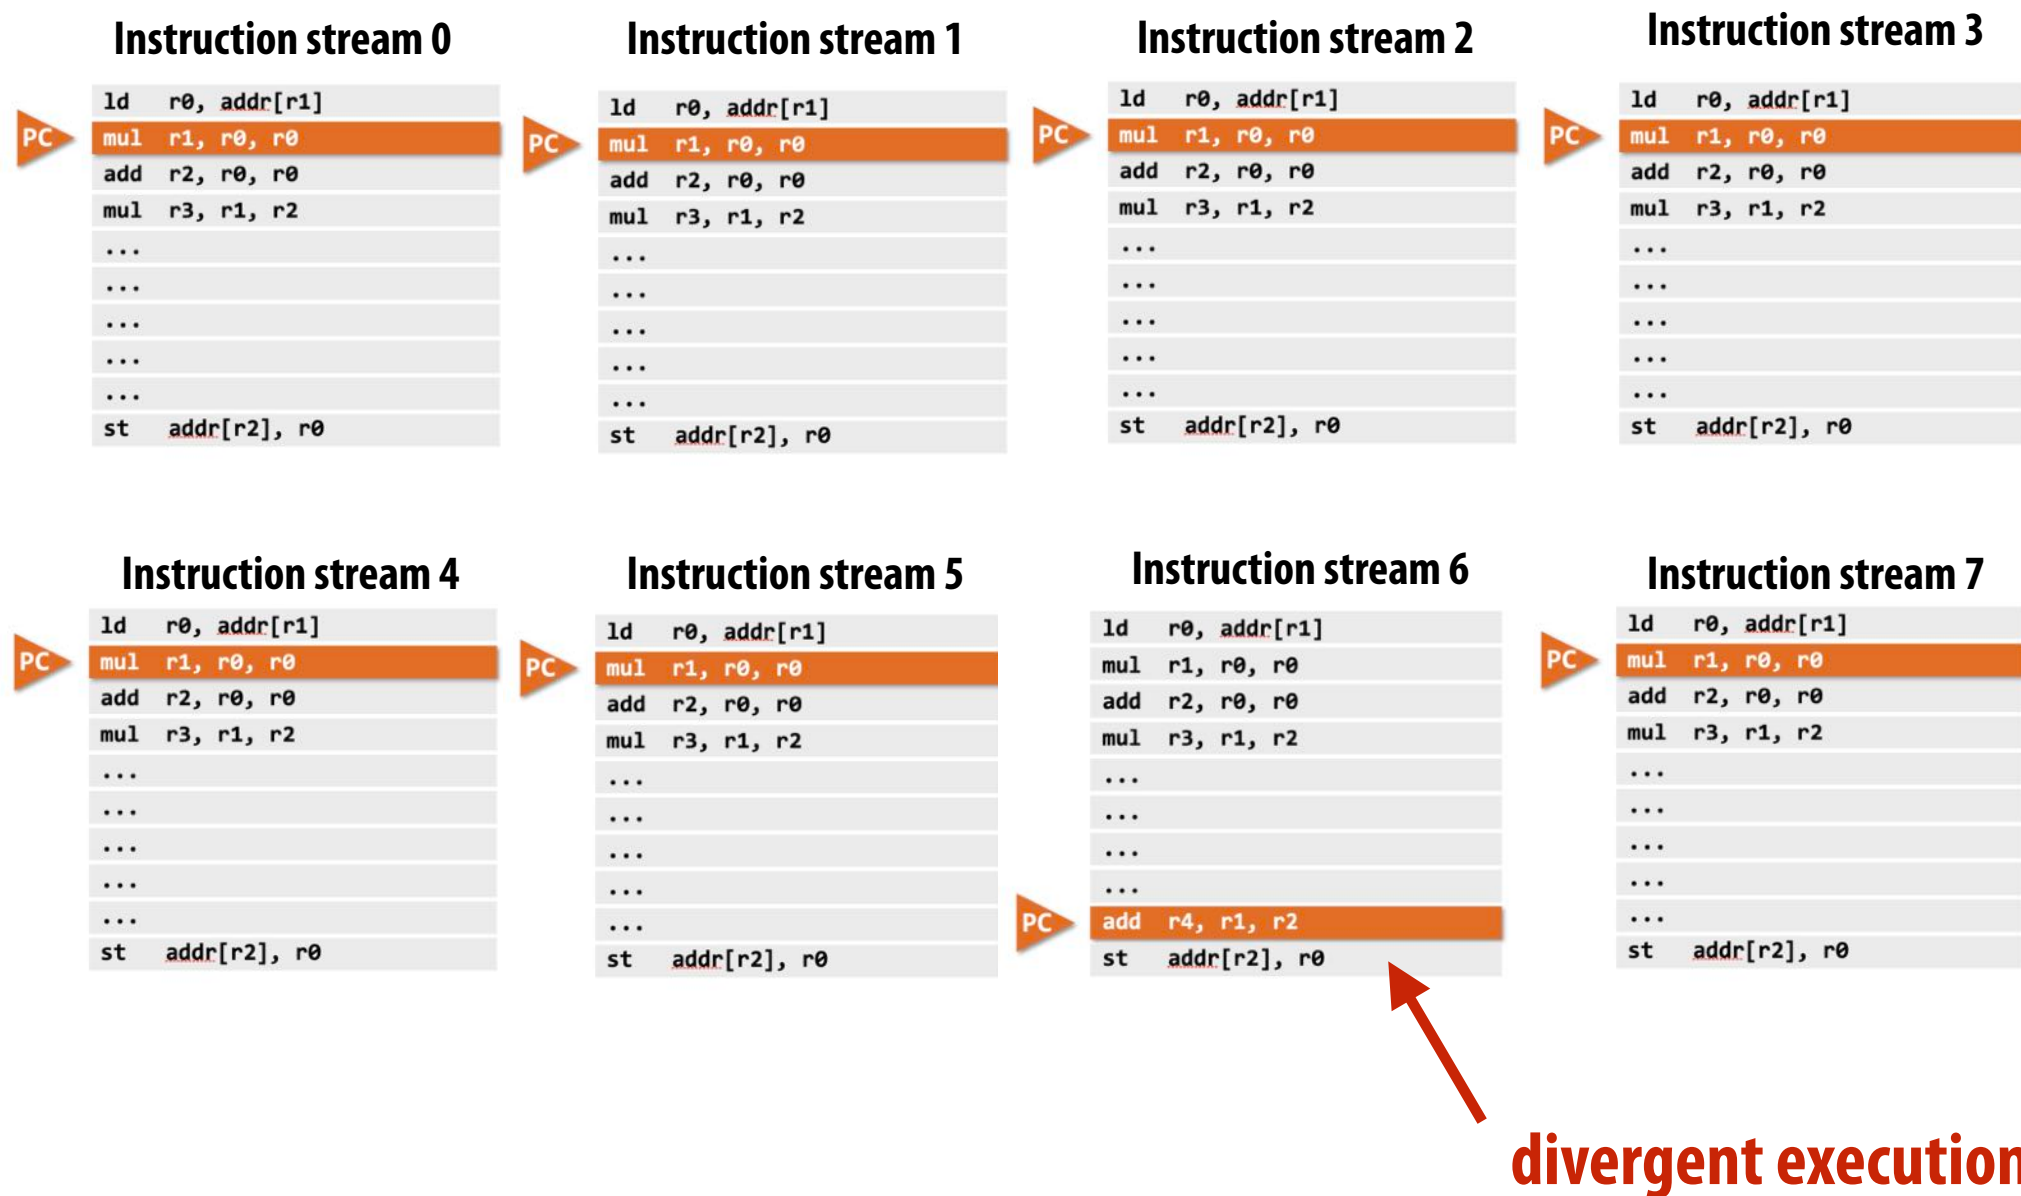 Instruction stream 0
ld r0, addr[r1]
PC mul r1, r0, r0
add r2, r0, r0
mul r3, r1, r2
...
...
...
...
...
st addr[r2], r0
Instruction stream 1
ld r0, addr[r1]
PC mul r1, r0, r0
add r2, r0, r0
mul r3, r1, r2
...
...
...
...
...
st addr[r2], r0
Instruction stream 2
ld r0, addr[r1]
PC mul r1, r0, r0
add r2, r0, r0
mul r3, r1, r2
...
...
...
...
...
st addr[r2], r0
Instruction stream 3
ld r0, addr[r1]
PC mul r1, r0, r0
add r2, r0, r0
mul r3, r1, r2
...
...
...
...
...
st addr[r2], r0
Instruction stream 4
ld r0, addr[r1]
PC mul r1, r0, r0
add r2, r0, r0
mul r3, r1, r2
...
...
...
...
...
st addr[r2], r0
Instruction stream 5
ld r0, addr[r1]
PC mul r1, r0, r0
add r2, r0, r0
mul r3, r1, r2
...
...
...
...
...
st addr[r2], r0
Instruction stream 6
ld r0, addr[r1]
mul r1, r0, r0
add r2, r0, r0
mul r3, r1, r2
...
...
...
...
PC add r4, r1, r2
st addr[r2], r0
Instruction stream 7
ld r0, addr[r1]
PC mul r1, r0, r0
add r2, r0, r0
mul r3, r1, r2
...
...
...
...
...
st addr[r2], r0
divergent execution